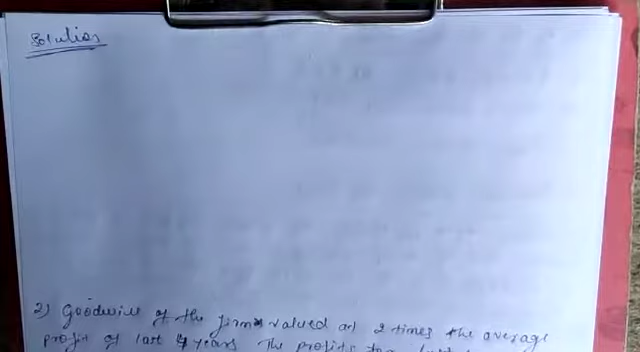 Solution
2) Goodwill of the firm valued at 2 times the average
profit of last 4 years The profits for